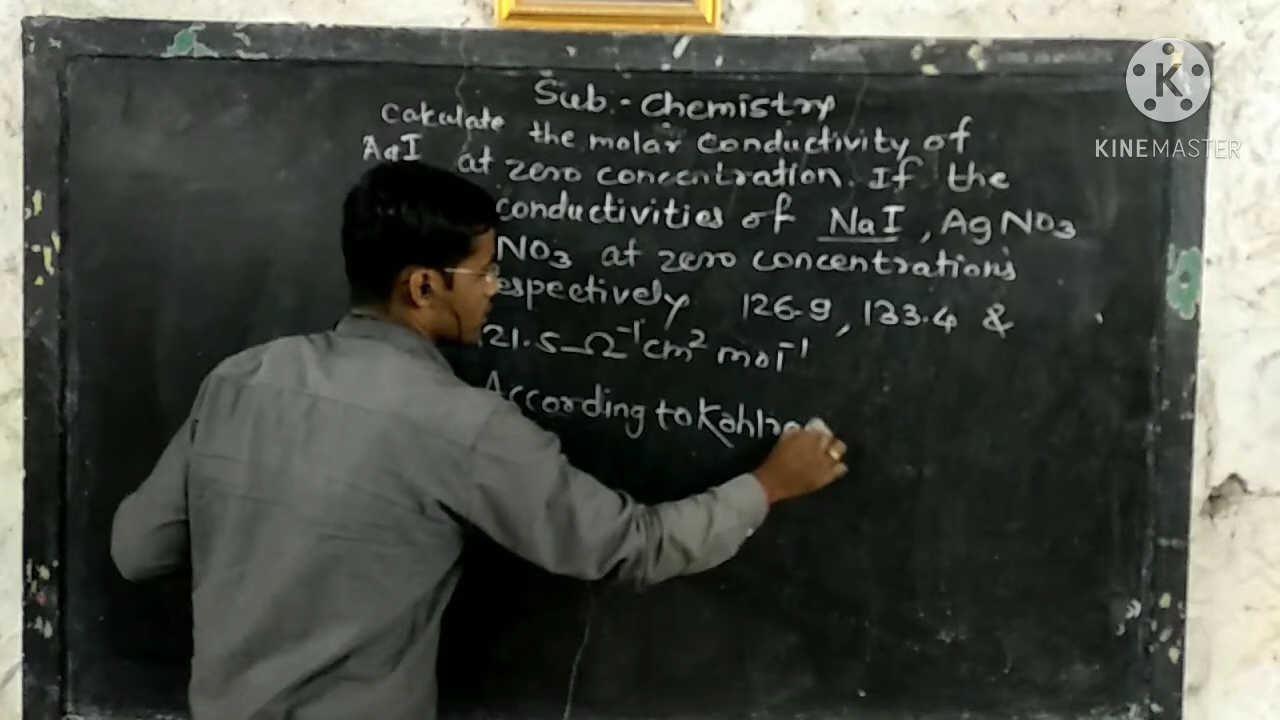 Sub.- Chemistry
Calculate the molar conductivity of
AgI at zero concentration. If the
conductivities of NaI, AgNO3
NO3 at zero concentrations
espectively 126.9, 133.4 &
21.5 Ω⁻¹ cm² mol⁻¹
According to Kohlra
KINEMASTER